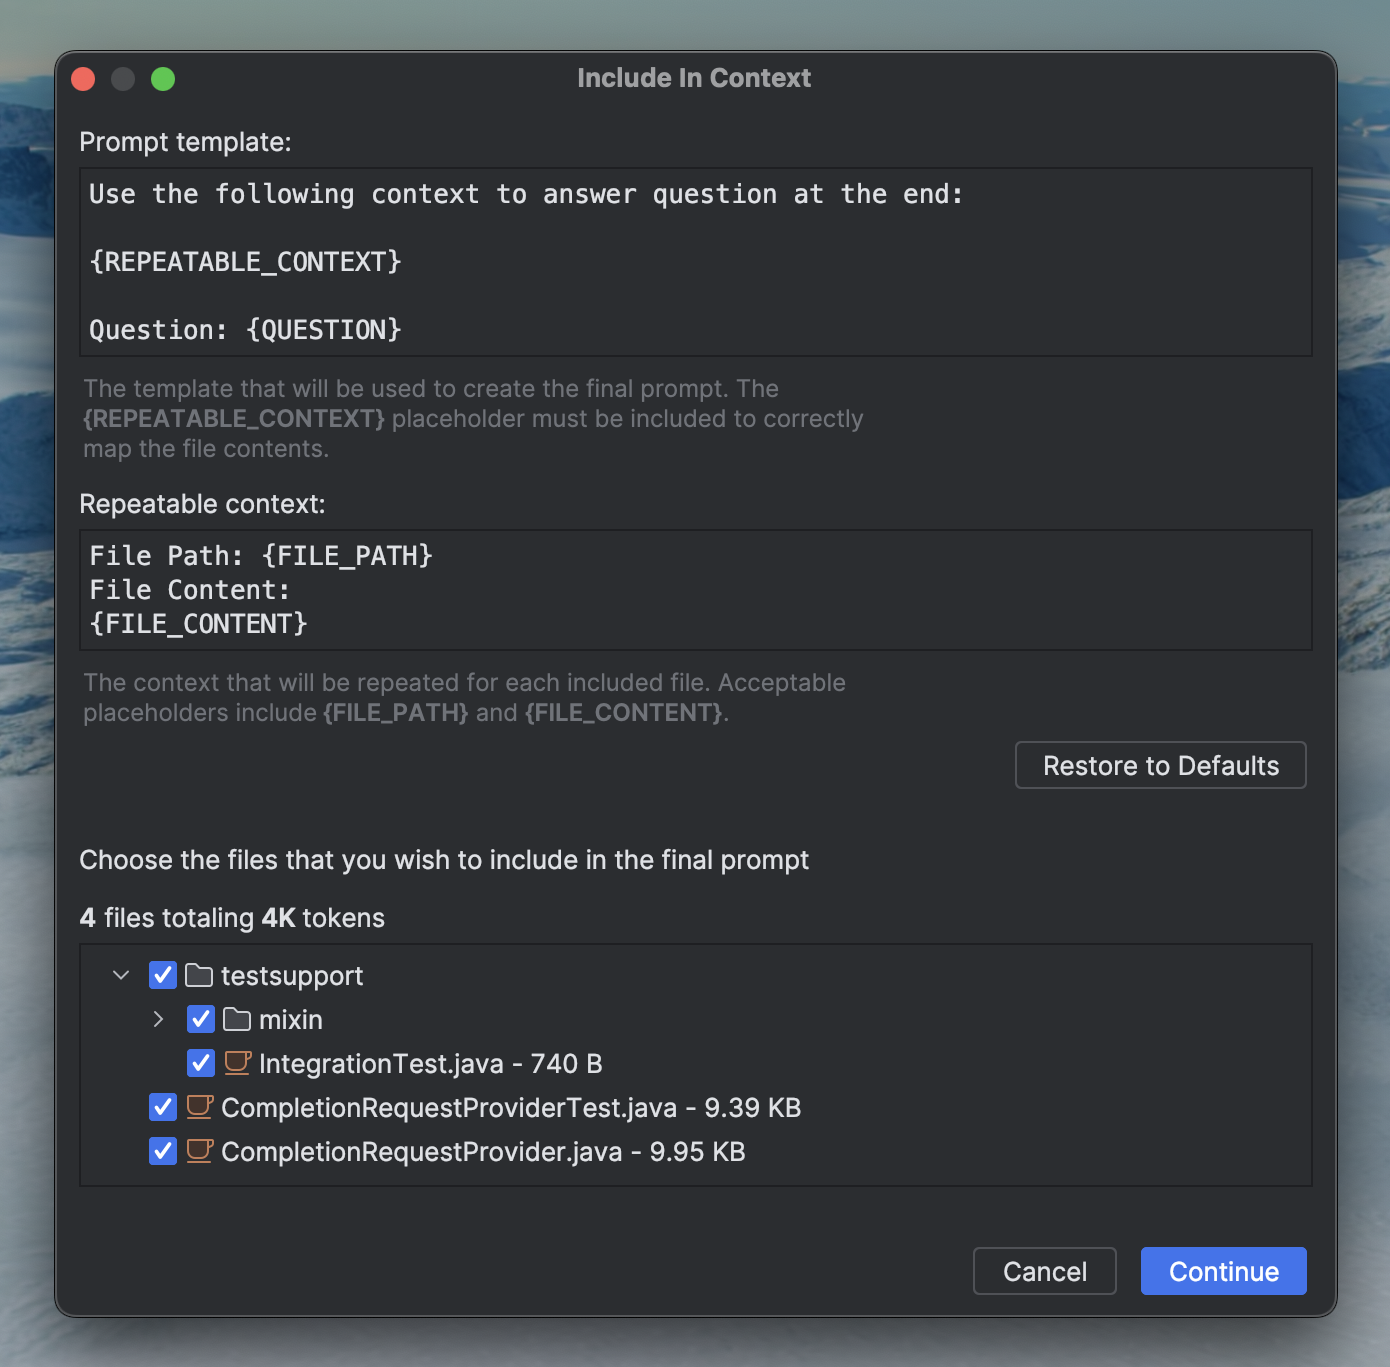 Include In Context
Prompt template:
Use the following context to answer question at the end:
{REPEATABLE_CONTEXT}
Question: {QUESTION}
The template that will be used to create the final prompt. The
{REPEATABLE_CONTEXT} placeholder must be included to correctly
map the file contents.
Repeatable context:
File Path: {FILE_PATH}
File Content:
{FILE_CONTENT}
The context that will be repeated for each included file. Acceptable
placeholders include {FILE_PATH} and {FILE_CONTENT}.
Restore to Defaults
Choose the files that you wish to include in the final prompt
4 files totaling 4K tokens
testsupport
mixin
IntegrationTest.java - 740 B
CompletionRequestProviderTest.java - 9.39 KB
CompletionRequestProvider.java - 9.95 KB
Cancel
Continue